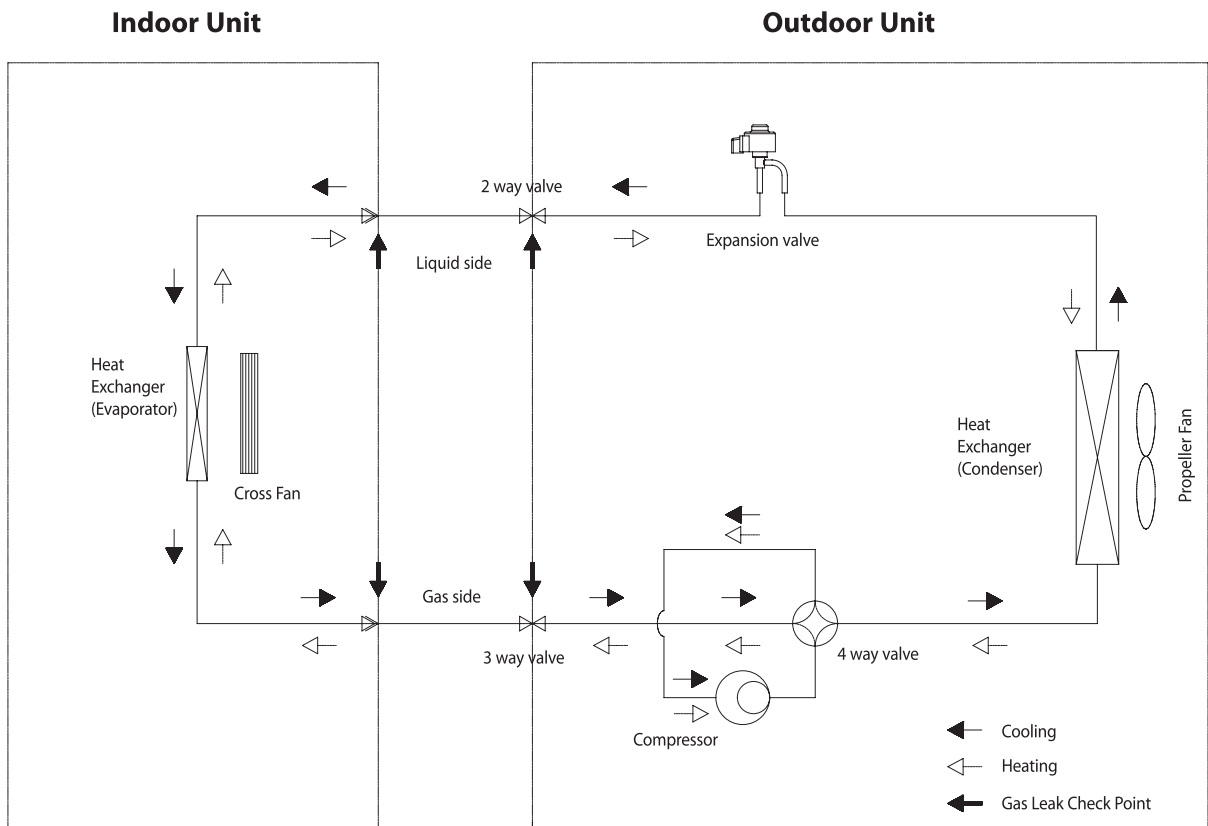 Indoor Unit
Outdoor Unit
2 way valve
Expansion valve
Liquid side
Heat
Exchanger
(Evaporator)
Cross Fan
Heat
Exchanger
(Condenser)
Propeller Fan
Gas side
3 way valve
4 way valve
Compressor
Cooling
Heating
Gas Leak Check Point